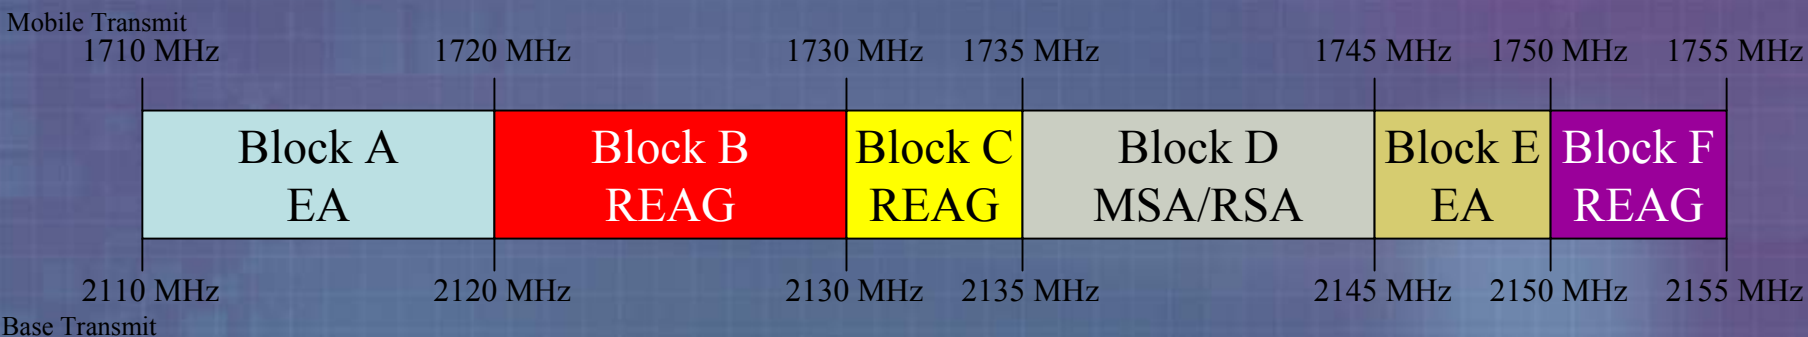 Mobile Transmit
1710 MHz 1720 MHz 1730 MHz 1735 MHz 1745 MHz 1750 MHz 1755 MHz
Block A Block B Block C Block D Block E Block F
EA REAG REAG MSA/RSA EA REAG
2110 MHz 2120 MHz 2130 MHz 2135 MHz 2145 MHz 2150 MHz 2155 MHz
Base Transmit